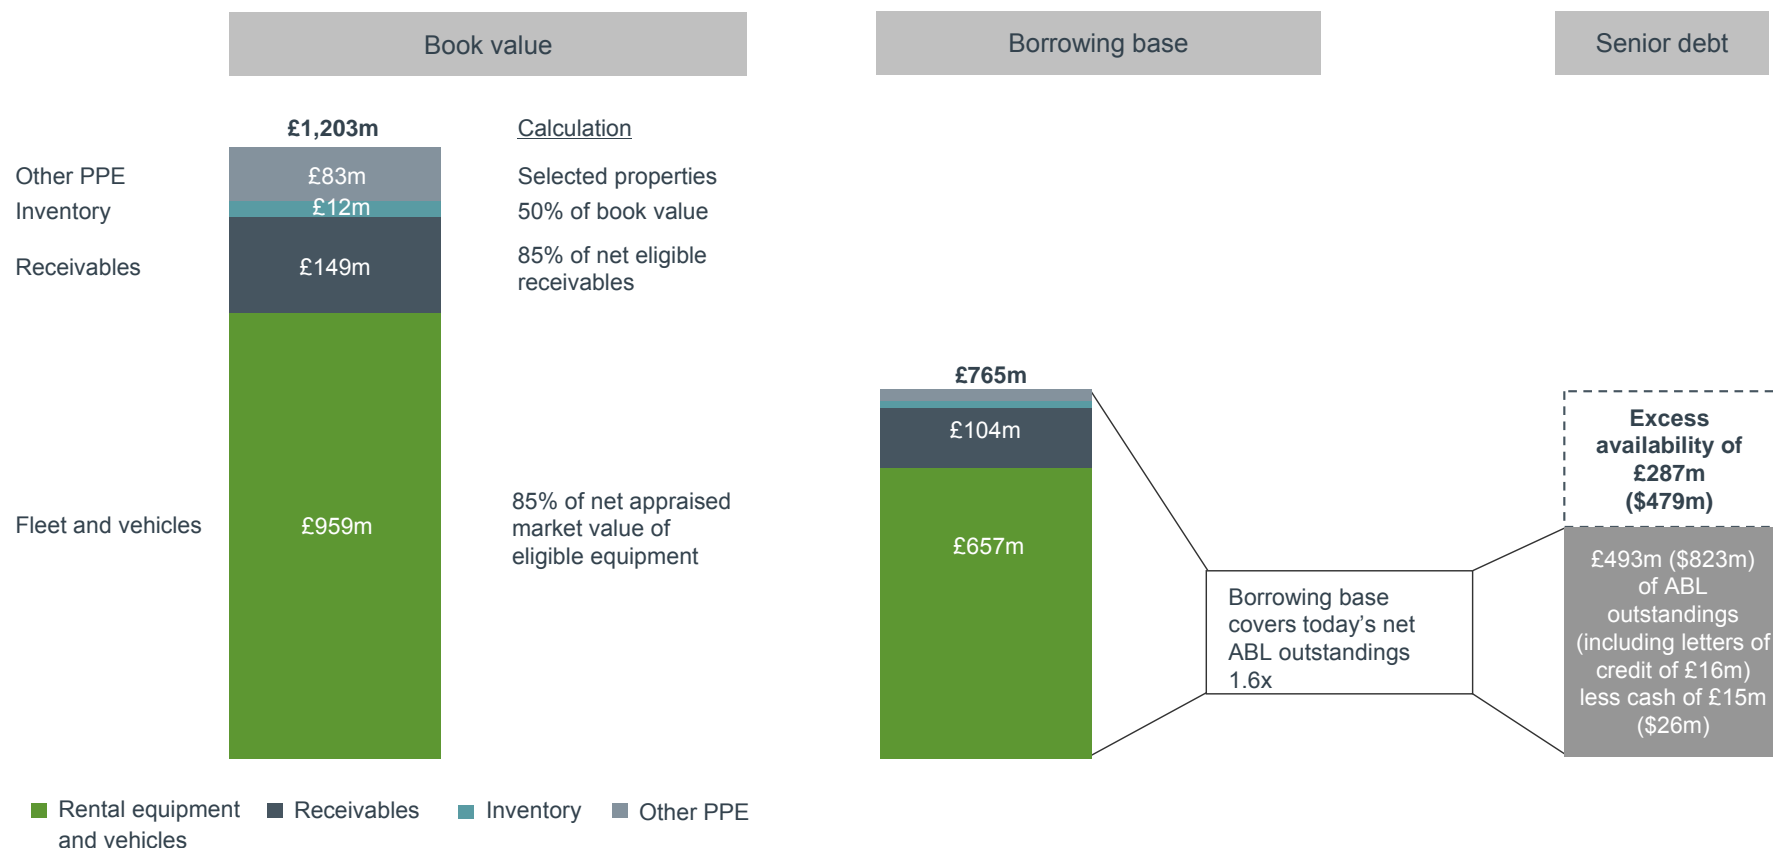 Book value
Borrowing base
Senior debt
£1,203m
Calculation
Other PPE
£83m
Selected properties
Inventory
£12m
50% of book value
Receivables
£149m
85% of net eligible
receivables
Fleet and vehicles
£959m
85% of net appraised
market value of
eligible equipment
£765m
£104m
£657m
Borrowing base
covers today’s net
ABL outstandings
1.6x
Excess
availability of
£287m
($479m)
£493m ($823m)
of ABL
outstandings
(including letters of
credit of £16m)
less cash of £15m
($26m)
Rental equipment
and vehicles
Receivables
Inventory
Other PPE